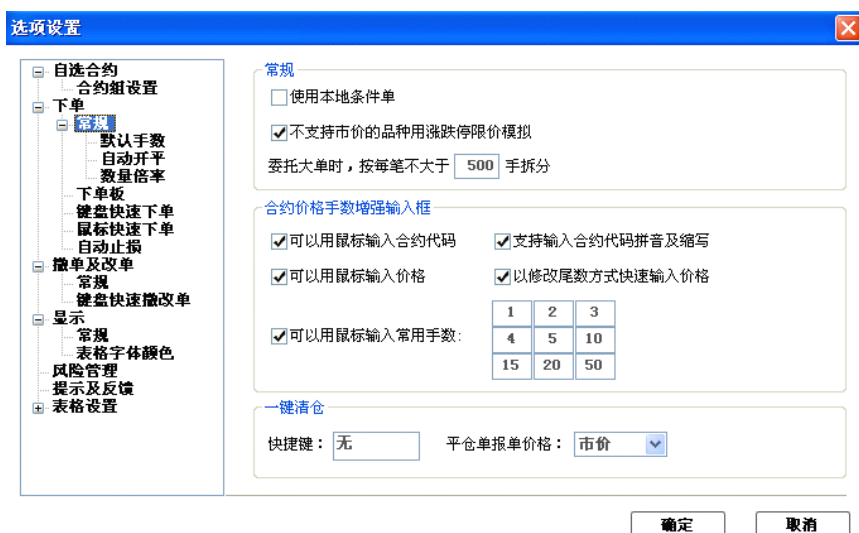 选项设置
自选合约
合约组设置
下单
常规
默认手数
自动开平
数量倍率
下单板
键盘快速下单
鼠标快速下单
自动止损
撤单及改单
常规
键盘快速撤改单
显示
常规
表格字体颜色
风险管理
提示及反馈
表格设置
常规
使用本地条件单
不支持市价的品种用涨跌停限价模拟
委托大单时，按每笔不大于 500 手拆分
合约价格手数增强输入框
可以用鼠标输入合约代码 支持输入合约代码拼音及缩写
可以用鼠标输入价格 以修改尾数方式快速输入价格
可以用鼠标输入常用手数:
1 2 3
4 5 10
15 20 50
一键清仓
快捷键： 无 平仓单报单价格： 市价
确定 取消